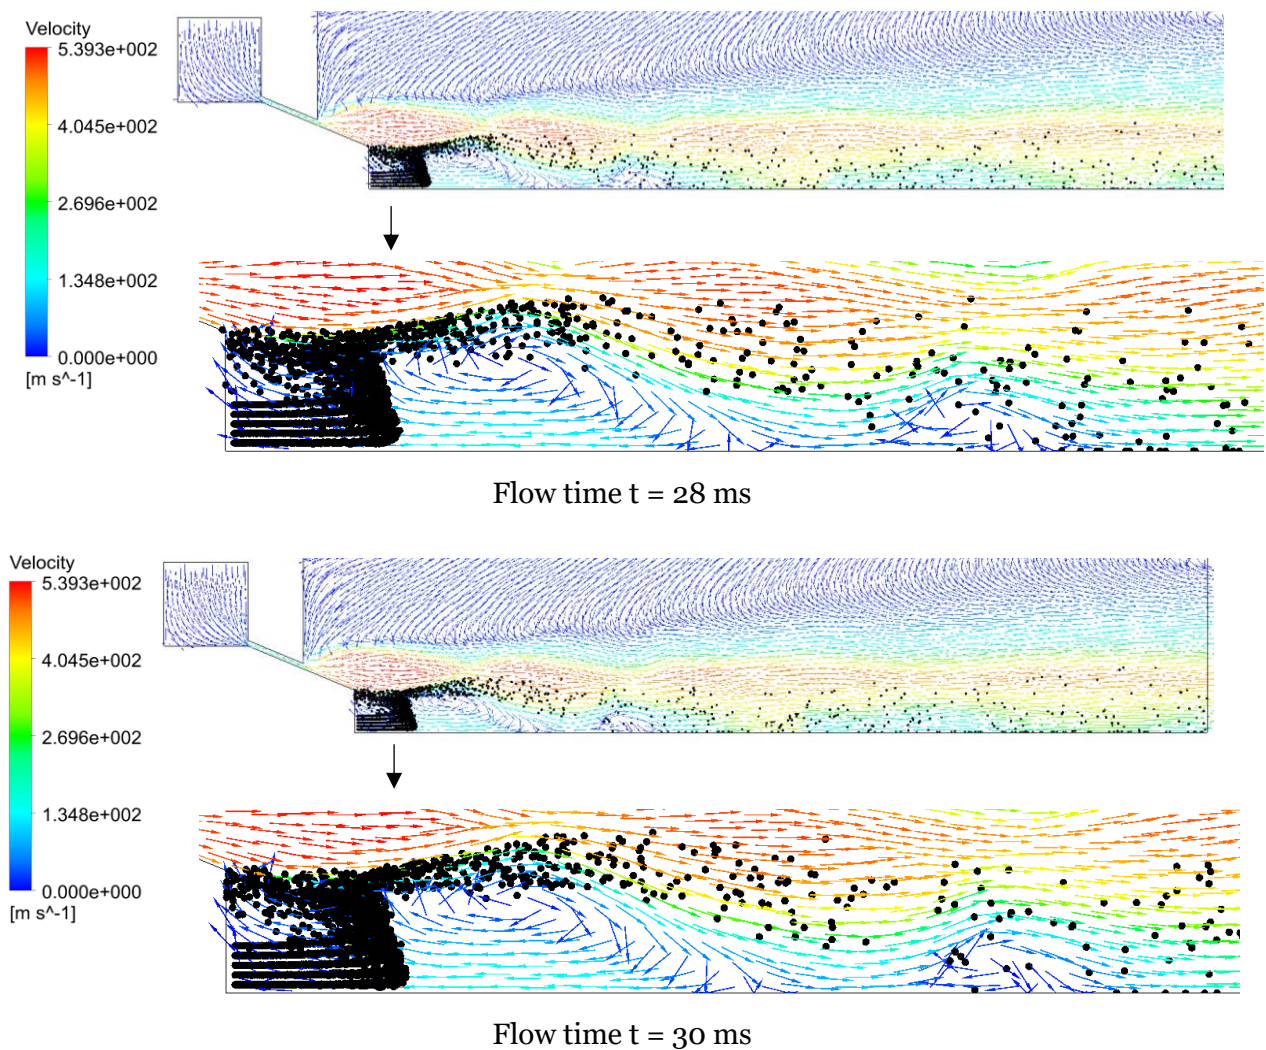 Velocity
5.393e+002
4.045e+002
2.696e+002
1.348e+002
0.000e+000
[m s^-1]
Flow time t = 28 ms
Velocity
5.393e+002
4.045e+002
2.696e+002
1.348e+002
0.000e+000
[m s^-1]
Flow time t = 30 ms